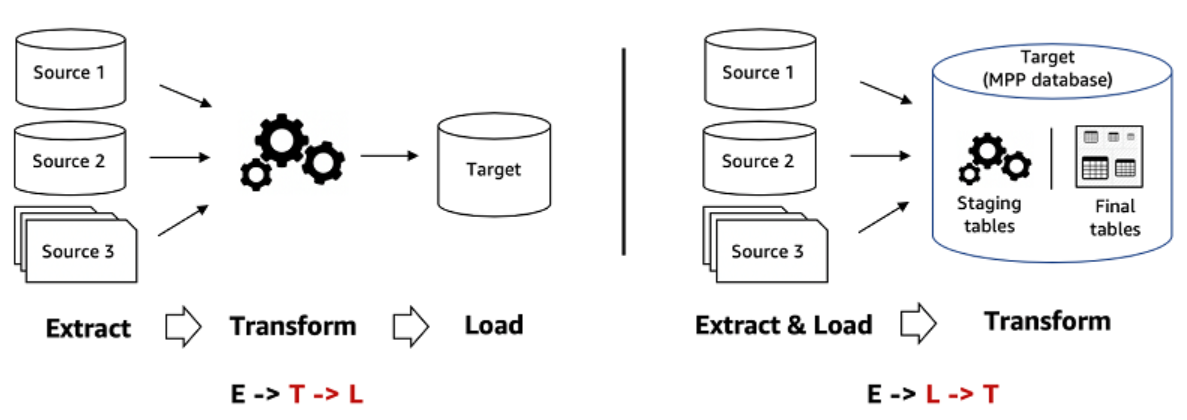 Source 1
Source 2
Source 3
Target
Extract
Transform
Load
E -> T -> L
Source 1
Source 2
Source 3
Target
(MPP database)
Staging
tables
Final
tables
Extract & Load
Transform
E -> L -> T